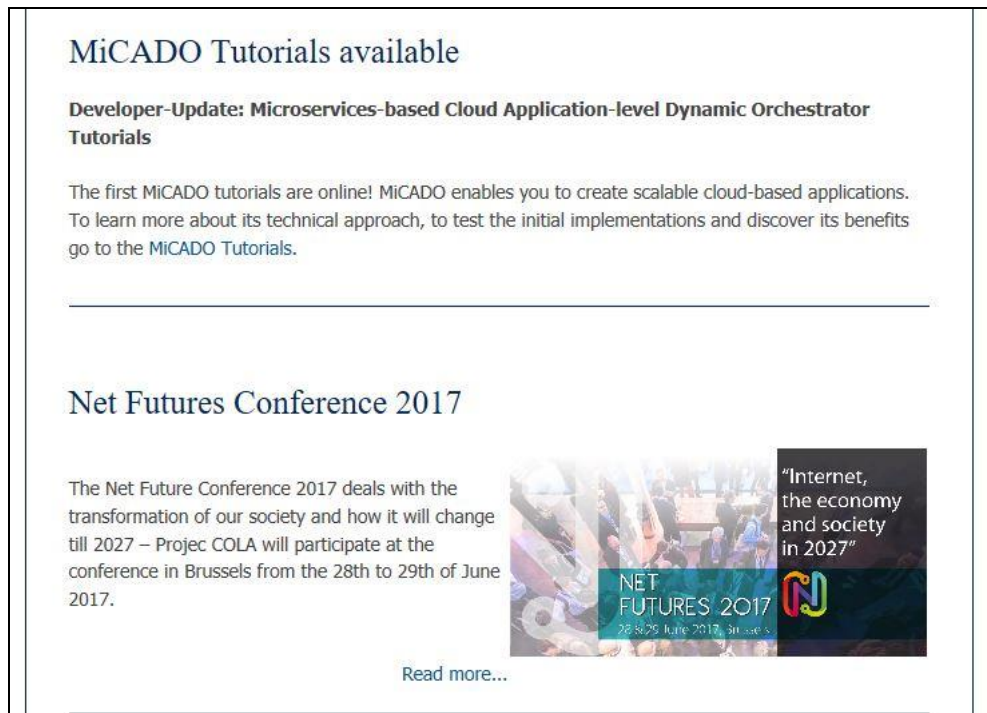 MiCADO Tutorials available
Developer-Update: Microservices-based Cloud Application-level Dynamic Orchestrator
Tutorials
The first MiCADO tutorials are online! MiCADO enables you to create scalable cloud-based applications.
To learn more about its technical approach, to test the initial implementations and discover its benefits
go to the MiCADO Tutorials.
Net Futures Conference 2017
The Net Future Conference 2017 deals with the
transformation of our society and how it will change
till 2027 – Projec COLA will participate at the
conference in Brussels from the 28th to 29th of June
2017.
"Internet,
the economy
and society
in 2027"
NET
FUTURES 2017
28 & 29 June 2017, Brussels
Read more...